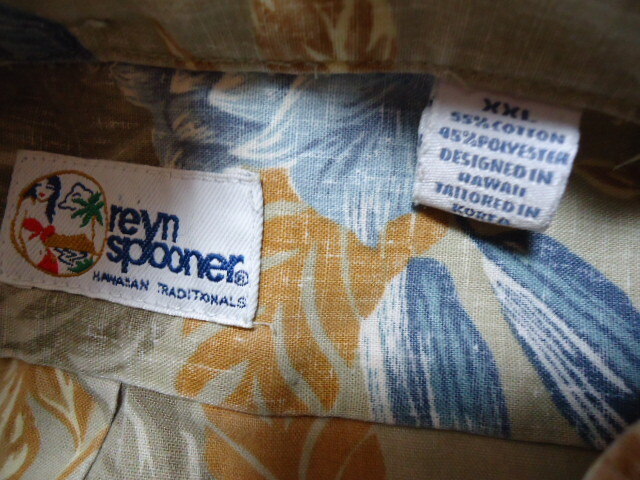 reyn
spooner®
HAWAIIAN TRADITIONALS
XXL
55% COTTON
45% POLYESTER
DESIGNED IN
HAWAII
TAILORED IN
KOREA